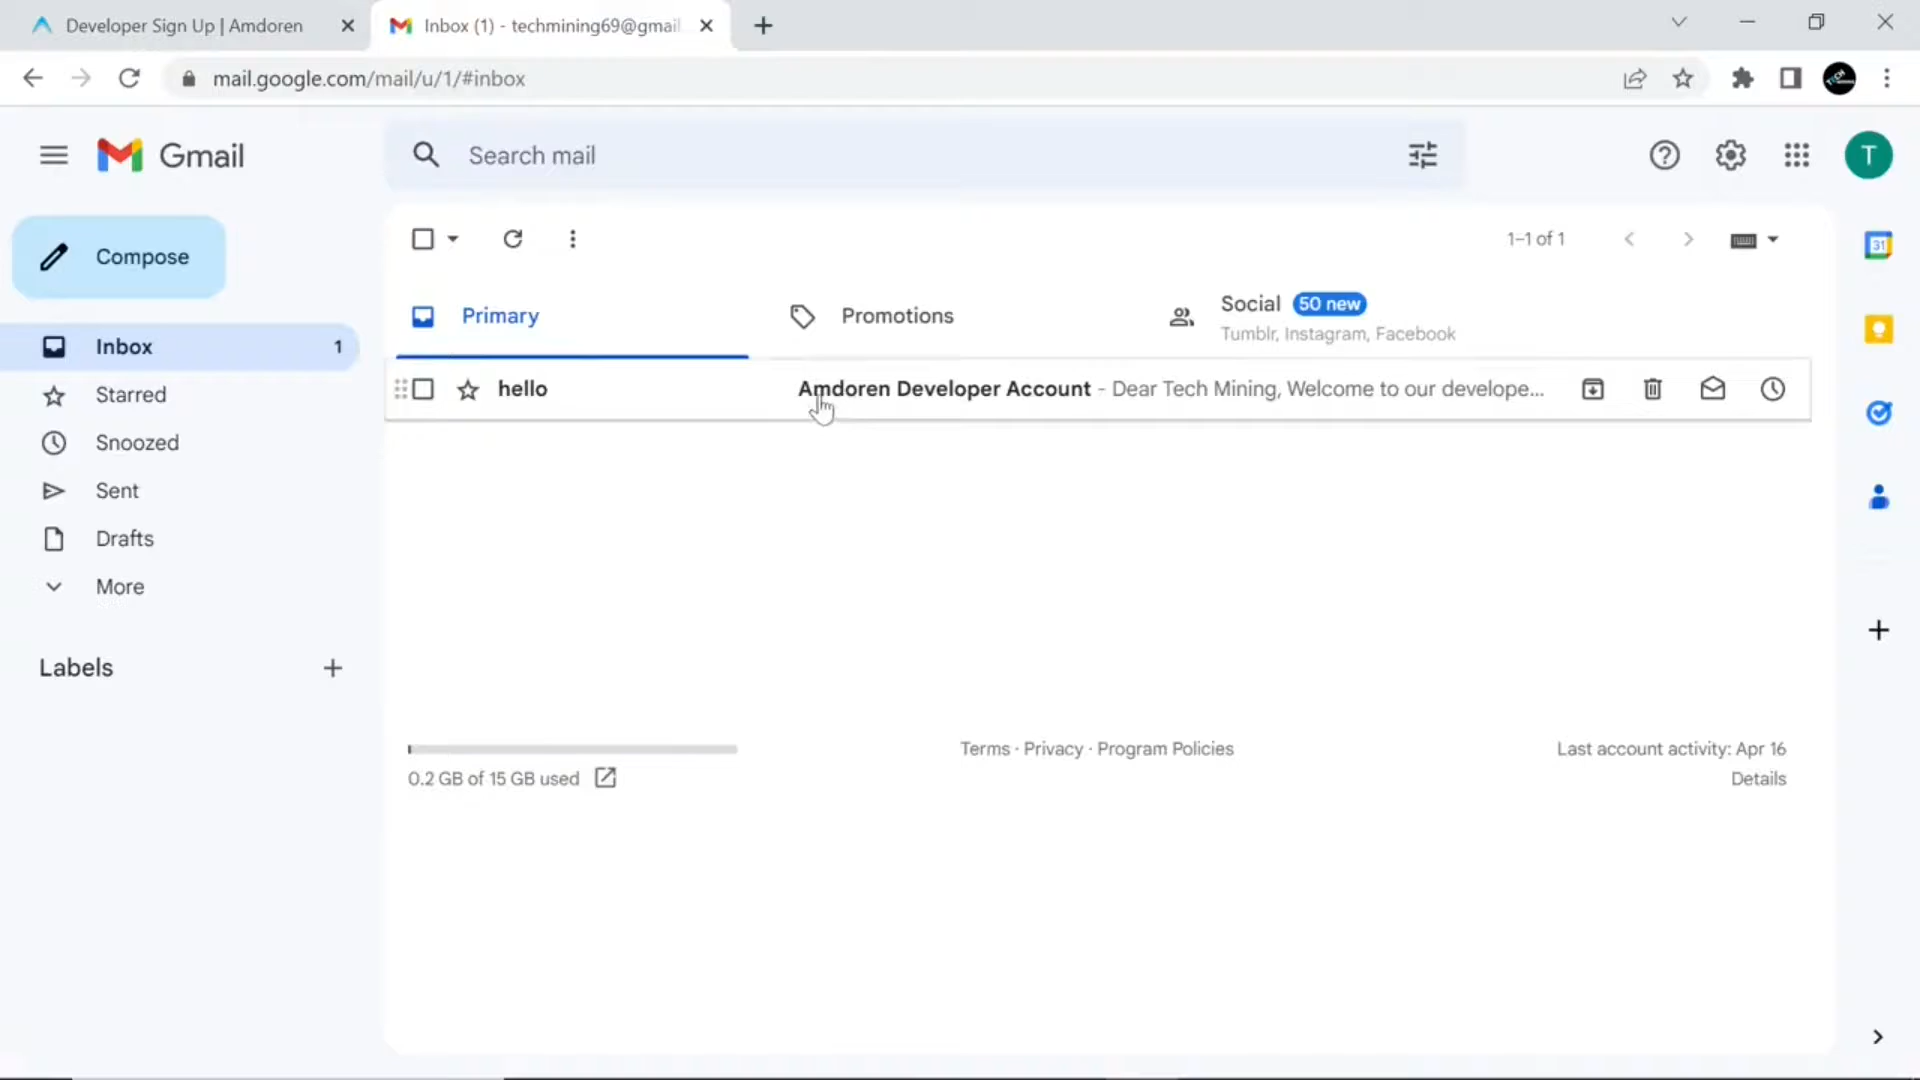 Developer Sign Up | Amdoren
Inbox (1) - techmining69@gmail
mail.google.com/mail/u/1/#inbox
Gmail
Search mail
T
Compose
1–1 of 1
31
Primary
Promotions
Social 50 new
Tumblr, Instagram, Facebook
Inbox 1
Starred
Snoozed
Sent
Drafts
More
Labels
hello Amdoren Developer Account - Dear Tech Mining, Welcome to our develope...
0.2 GB of 15 GB used
Terms · Privacy · Program Policies
Last account activity: Apr 16
Details